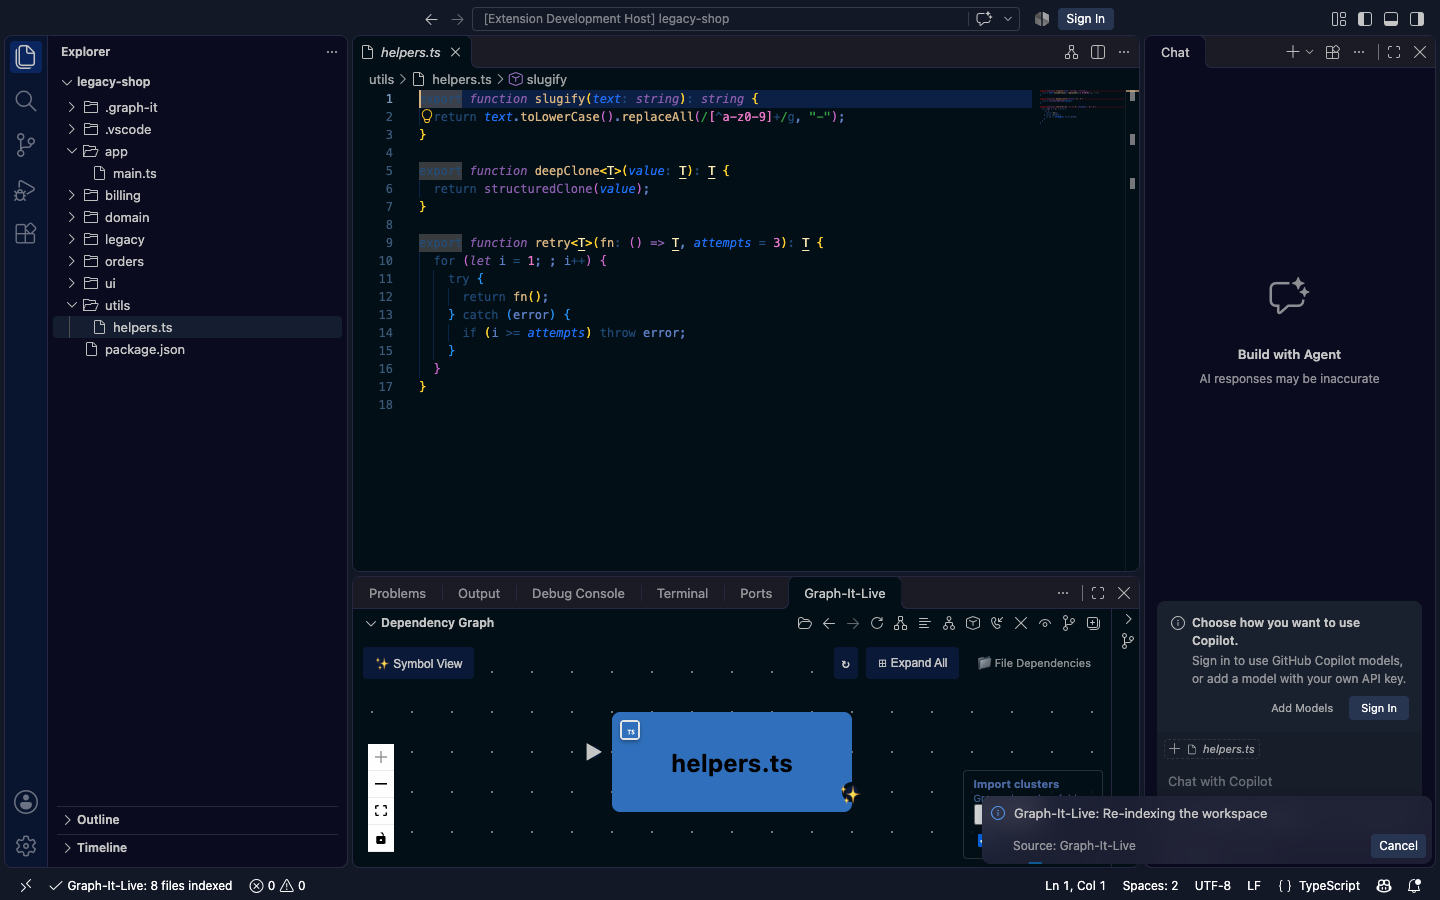 [Extension Development Host] legacy-shop
Sign In
Explorer
legacy-shop
.graph-it
.vscode
app
main.ts
billing
domain
legacy
orders
ui
utils
helpers.ts
package.json
Outline
Timeline
helpers.ts
utils > helpers.ts > slugify
1 export function slugify(text: string): string {
2 return text.toLowerCase().replaceAll(/[^a-z0-9]+/g, "-");
3 }
4
5 export function deepClone<T>(value: T): T {
6 return structuredClone(value);
7 }
8
9 export function retry<T>(fn: () => T, attempts = 3): T {
10 for (let i = 1; ; i++) {
11 try {
12 return fn();
13 } catch (error) {
14 if (i >= attempts) throw error;
15 }
16 }
17 }
18
Problems Output Debug Console Terminal Ports Graph-It-Live
Dependency Graph
Symbol View
Expand All
File Dependencies
TS
helpers.ts
Import clusters
Chat
Build with Agent
AI responses may be inaccurate
Choose how you want to use
Copilot.
Sign in to use GitHub Copilot models,
or add a model with your own API key.
Add Models Sign In
helpers.ts
Chat with Copilot
Graph-It-Live: Re-indexing the workspace
Source: Graph-It-Live
Cancel
Graph-It-Live: 8 files indexed 0 0
Ln 1, Col 1 Spaces: 2 UTF-8 LF { } TypeScript